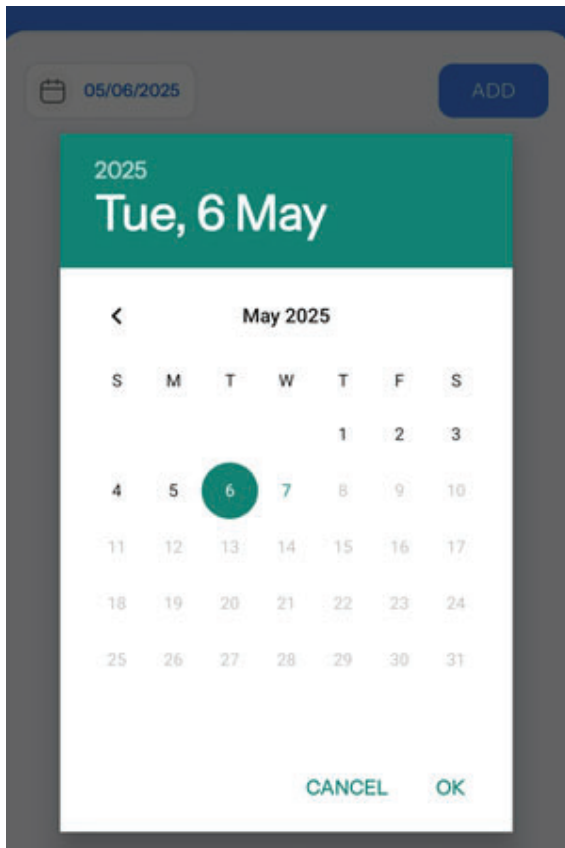 05/06/2025 ADD
2025
Tue, 6 May
May 2025
S M T W T F S
1 2 3
4 5 6 7 8 9 10
11 12 13 14 15 16 17
18 19 20 21 22 23 24
25 26 27 28 29 30 31
CANCEL OK